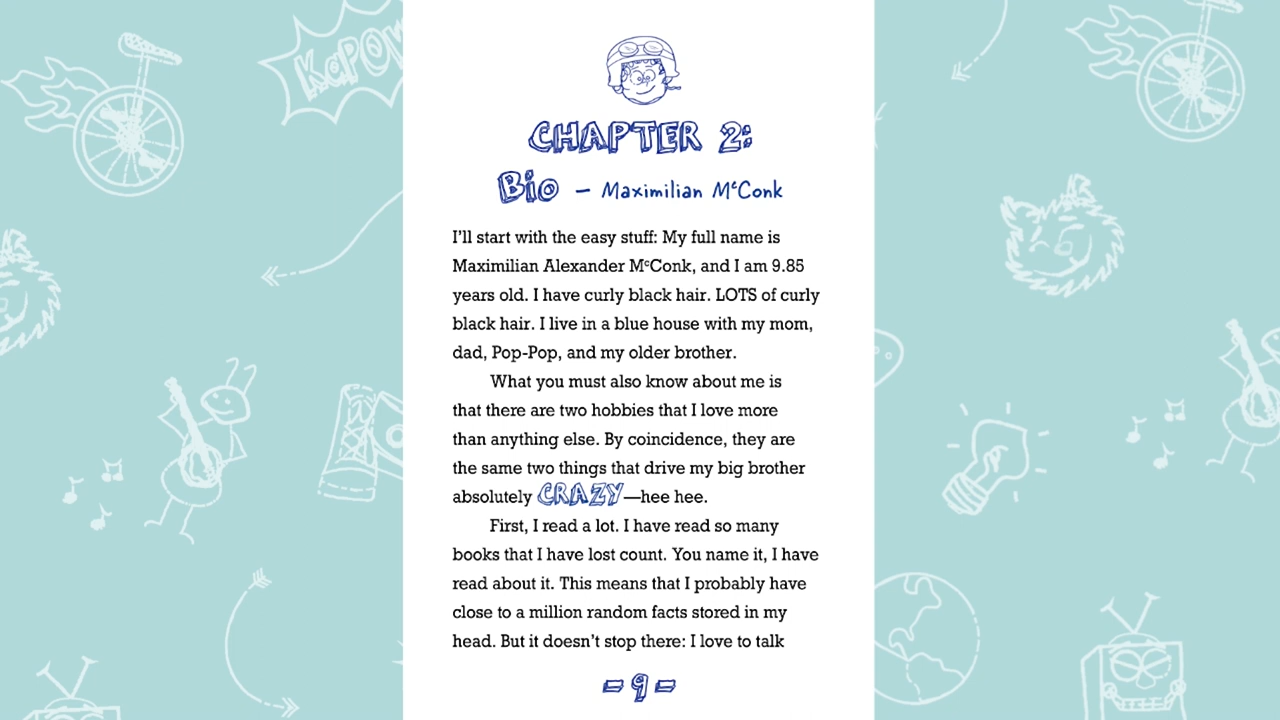 KAPOW
CHAPTER 2:
Bio – Maximilian McConk
I’ll start with the easy stuff: My full name is
Maximilian Alexander McConk, and I am 9.85
years old. I have curly black hair. LOTS of curly
black hair. I live in a blue house with my mom,
dad, Pop-Pop, and my older brother.
What you must also know about me is
that there are two hobbies that I love more
than anything else. By coincidence, they are
the same two things that drive my big brother
absolutely CRAZY—hee hee.
First, I read a lot. I have read so many
books that I have lost count. You name it, I have
read about it. This means that I probably have
close to a million random facts stored in my
head. But it doesn’t stop there: I love to talk
- 9 -